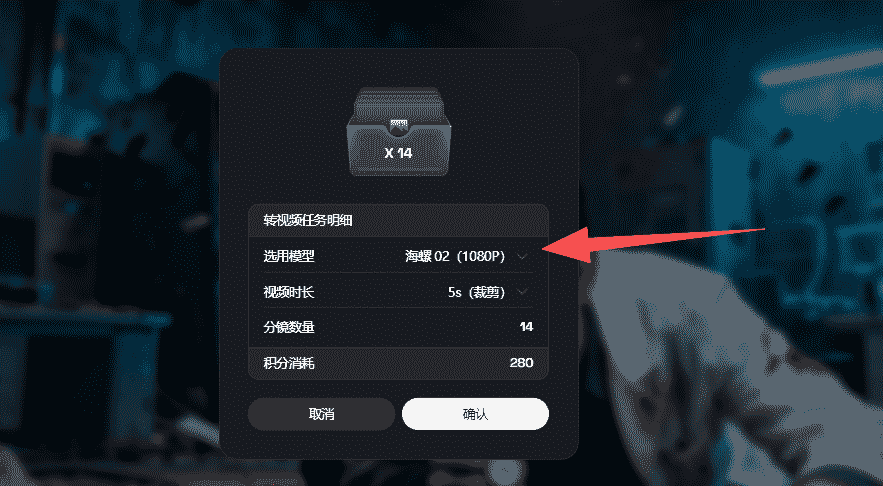 X 14
转视频任务明细
选用模型 海螺 02（1080P）
视频时长 5s（裁剪）
分镜数量 14
积分消耗 280
取消 确认